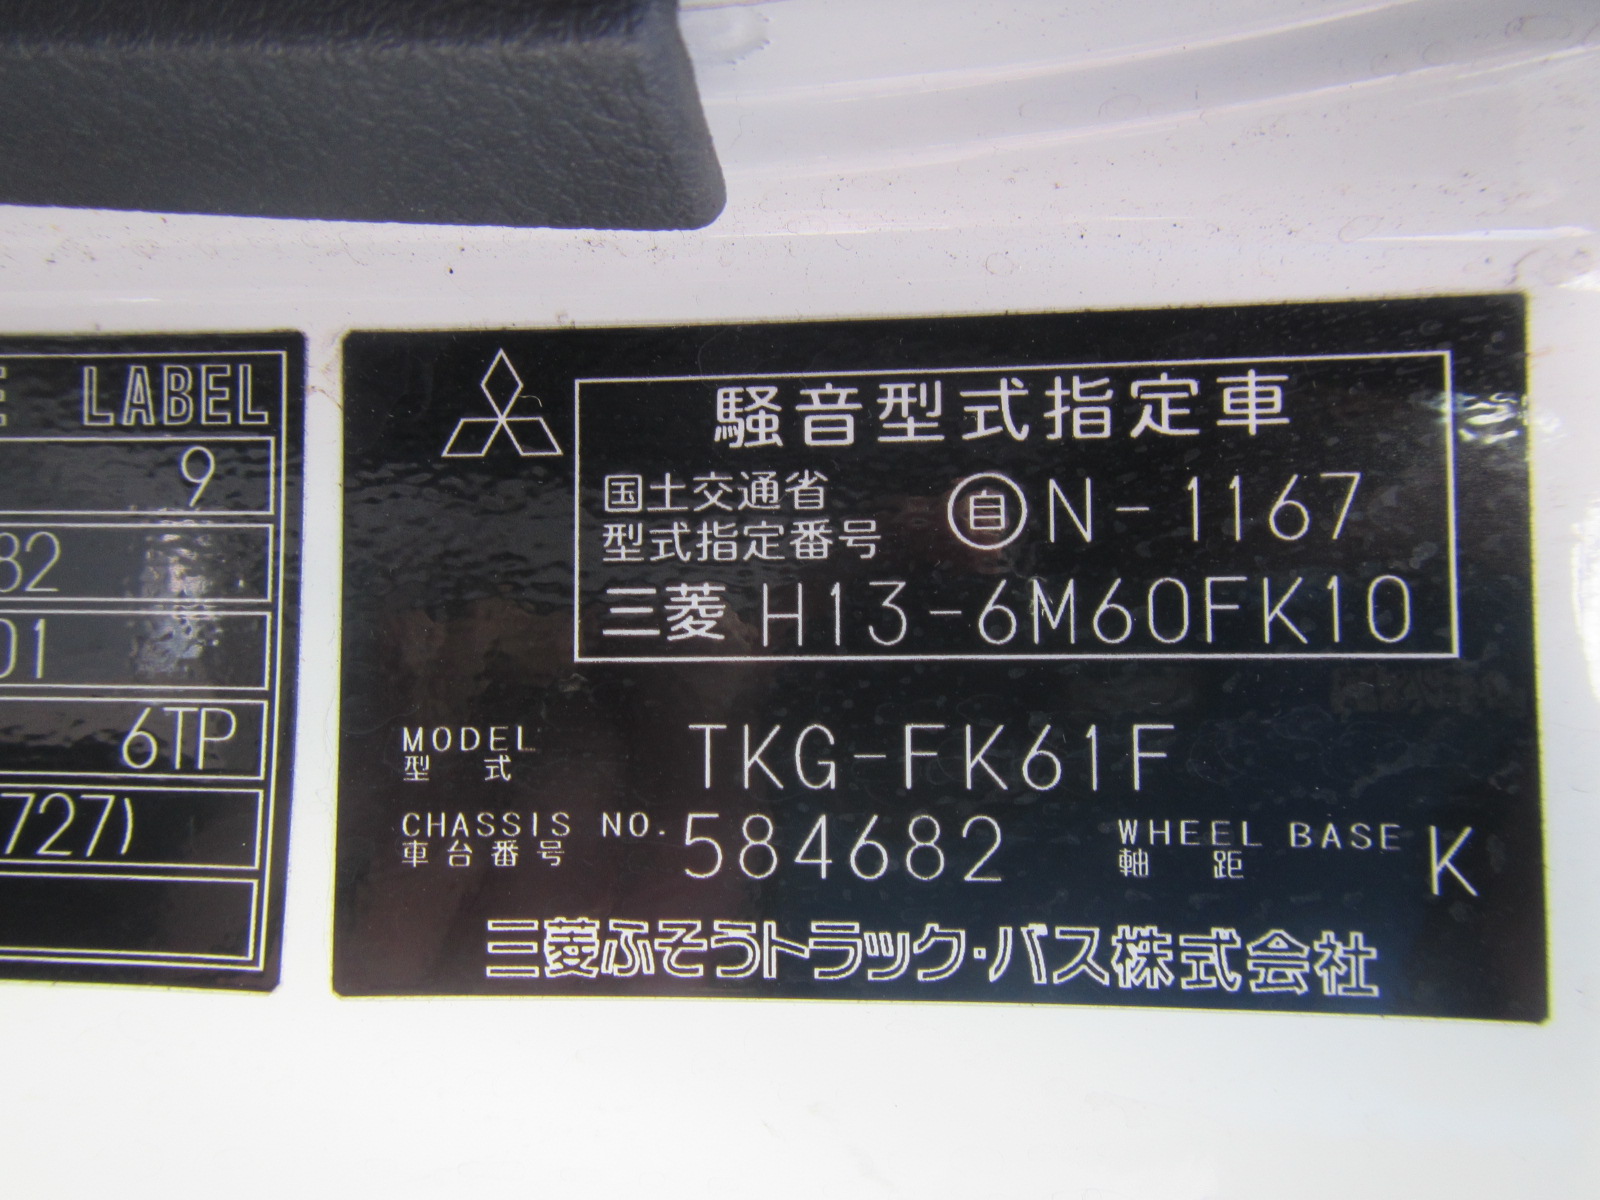 LABEL
9
82
01
6TP
727)
騒音型式指定車
国土交通省
型式指定番号 自 N-1167
三菱 H13-6M60FK10
MODEL
型式 TKG-FK61F
CHASSIS NO. 584682 WHEEL BASE K
車台番号 軸距
三菱ふそうトラック・バス株式会社